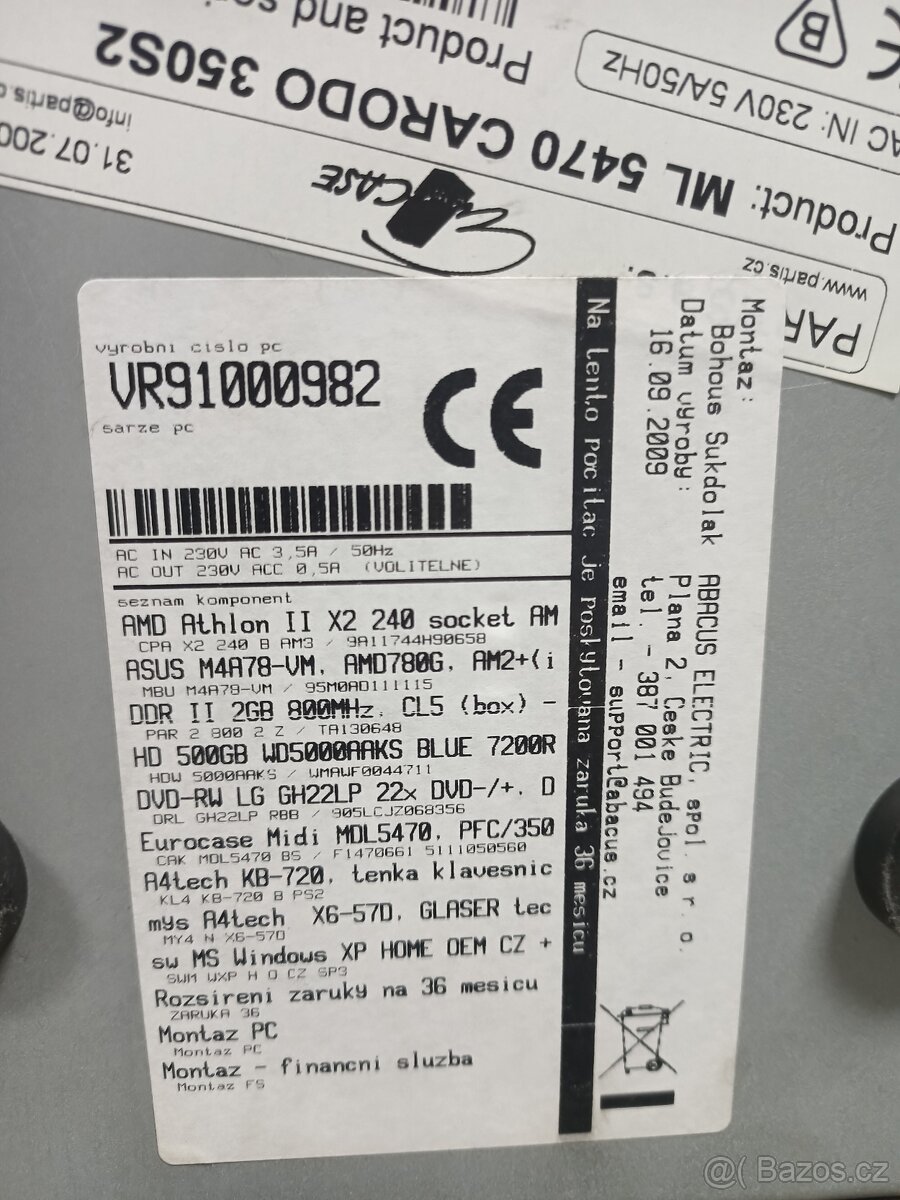 Product and
Product: ML 5470 CARODO 350S2
AC IN: 230V 5A/50Hz
B
info@partis.c
31.07.200
CASE
www.partis.cz
PAR
vyrobni cislo pc
VR91000982
sarze pc
CE
AC IN 230V AC 3,5A / 50Hz
AC OUT 230V ACC 0,5A (VOLITELNE)
seznam komponent
AMD Athlon II X2 240 socket AM
CPA X2 240 B AM3 / 9A11744H90658
ASUS M4A78-VM, AMD780G, AM2+(i
MBU M4A78-VM / 95M0AD111115
DDR II 2GB 800MHz, CL5 (box) -
PAR 2 800 2 Z / TA130648
HD 500GB WD5000AAKS BLUE 7200R
HDW 5000AAKS / WMAWF0044711
DVD-RW LG GH22LP 22x DVD-/+, D
DRL GH22LP RBB / 905LCJZ068356
Eurocase Midi MDL5470, PFC/350
CAK MDL5470 BS / F1470661 5111050560
A4tech KB-720, tenka klavesnic
KL4 KB-720 B PS2
mys A4tech X6-57D, GLASER tec
MY4 N X6-57D
sw MS Windows XP HOME OEM CZ +
SWM WXP H O CZ SP3
Rozsireni zaruky na 36 mesicu
ZARUKA 36
Montaz PC
Montaz PC
Montaz - financni sluzba
Montaz FS
Na tento pocitac je poskytovana zaruka 36 mesicu
Montaz:
Bohous Sukdolak
Datum vyroby:
16.09.2009
ABACUS ELECTRIC, spol. s r. o.
Plana 2, Ceske Budejovice
tel. - 387 001 494
email - support@abacus.cz
@( Bazos.cz